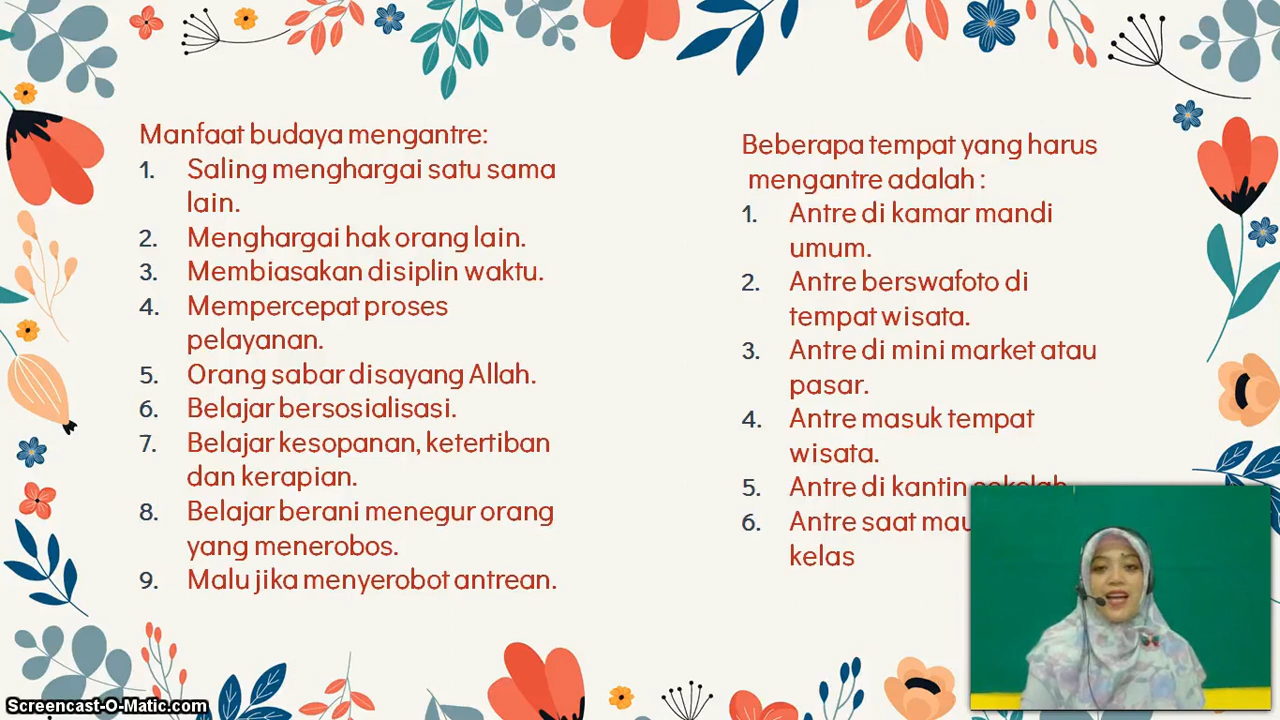 Manfaat budaya mengantre:
1. Saling menghargai satu sama
lain.
2. Menghargai hak orang lain.
3. Membiasakan disiplin waktu.
4. Mempercepat proses
pelayanan.
5. Orang sabar disayang Allah.
6. Belajar bersosialisasi.
7. Belajar kesopanan, ketertiban
dan kerapian.
8. Belajar berani menegur orang
yang menerobos.
9. Malu jika menyerobot antrean.
Beberapa tempat yang harus
mengantre adalah :
1. Antre di kamar mandi
umum.
2. Antre berswafoto di
tempat wisata.
3. Antre di mini market atau
pasar.
4. Antre masuk tempat
wisata.
5. Antre di kantin sekolah
6. Antre saat mau
kelas
Screencast-O-Matic.com